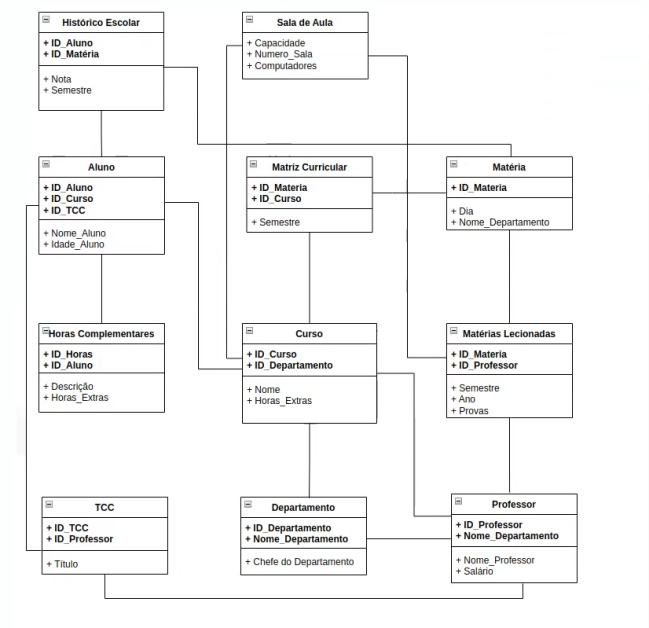 Histórico Escolar
+ ID_Aluno
+ ID_Matéria
+ Nota
+ Semestre
Sala de Aula
+ Capacidade
+ Numero_Sala
+ Computadores
Aluno
+ ID_Aluno
+ ID_Curso
+ ID_TCC
+ Nome_Aluno
+ Idade_Aluno
Matriz Curricular
+ ID_Materia
+ ID_Curso
+ Semestre
Matéria
+ ID_Materia
+ Dia
+ Nome_Departamento
Horas Complementares
+ ID_Horas
+ ID_Aluno
+ Descrição
+ Horas_Extras
Curso
+ ID_Curso
+ ID_Departamento
+ Nome
+ Horas_Extras
Matérias Lecionadas
+ ID_Materia
+ ID_Professor
+ Semestre
+ Ano
+ Provas
TCC
+ ID_TCC
+ ID_Professor
+ Título
Departamento
+ ID_Departamento
+ Nome_Departamento
+ Chefe do Departamento
Professor
+ ID_Professor
+ Nome_Departamento
+ Nome_Professor
+ Salário